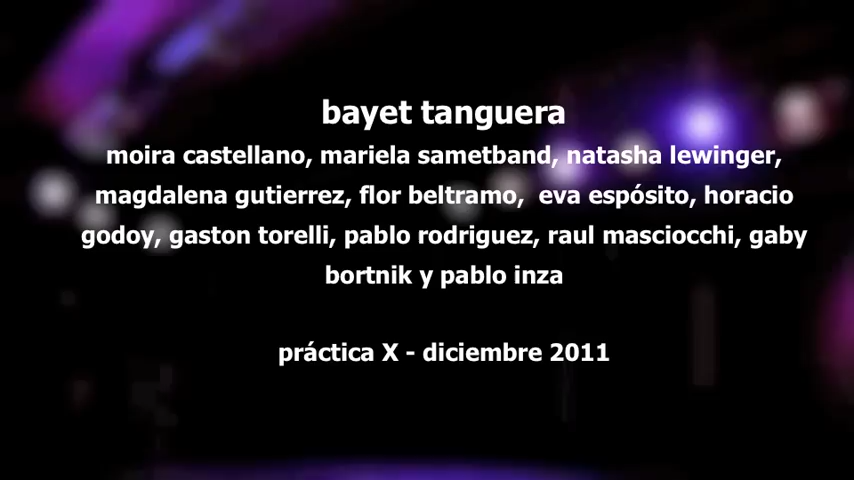 bayet tanguera
moira castellano, mariela sametband, natasha lewinger,
magdalena gutierrez, flor beltramo,  eva espósito, horacio
godoy, gaston torelli, pablo rodriguez, raul masciocchi, gaby
bortnik y pablo inza
práctica X - diciembre 2011